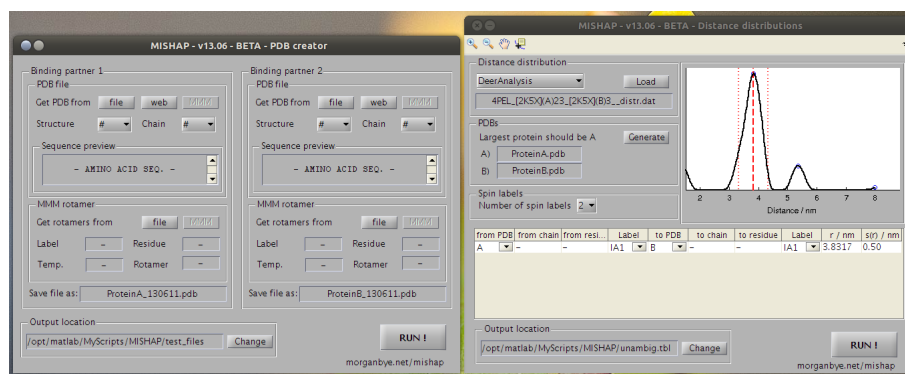 MISHAP - v13.06 - BETA - PDB creator
Binding partner 1
PDB file
Get PDB from file web MMM
Structure # Chain #
Sequence preview
- AMINO ACID SEQ. -
MMM rotamer
Get rotamers from file MMM
Label - Residue -
Temp. - Rotamer -
Save file as: ProteinA_130611.pdb
Binding partner 2
PDB file
Get PDB from file web MMM
Structure # Chain #
Sequence preview
- AMINO ACID SEQ. -
MMM rotamer
Get rotamers from file MMM
Label - Residue -
Temp. - Rotamer -
Save file as: ProteinB_130611.pdb
Output location
/opt/matlab/MyScripts/MISHAP/test_files Change
RUN !
morganbye.net/mishap
MISHAP - v13.06 - BETA - Distance distributions
Distance distribution
DeerAnalysis Load
4PEL_[2K5X](A)23_[2K5X](B)3__distr.dat
PDBs
Largest protein should be A Generate
A) ProteinA.pdb
B) ProteinB.pdb
Spin labels
Number of spin labels 2
2 3 4 5 6 7 8
Distance / nm
from PDB from chain from resi... Label to PDB to chain to residue Label r / nm s(r) / nm
A - - IA1 B - - IA1 3.8317 0.50
Output location
/opt/matlab/MyScripts/MISHAP/unambig.tbl Change
RUN !
morganbye.net/mishap